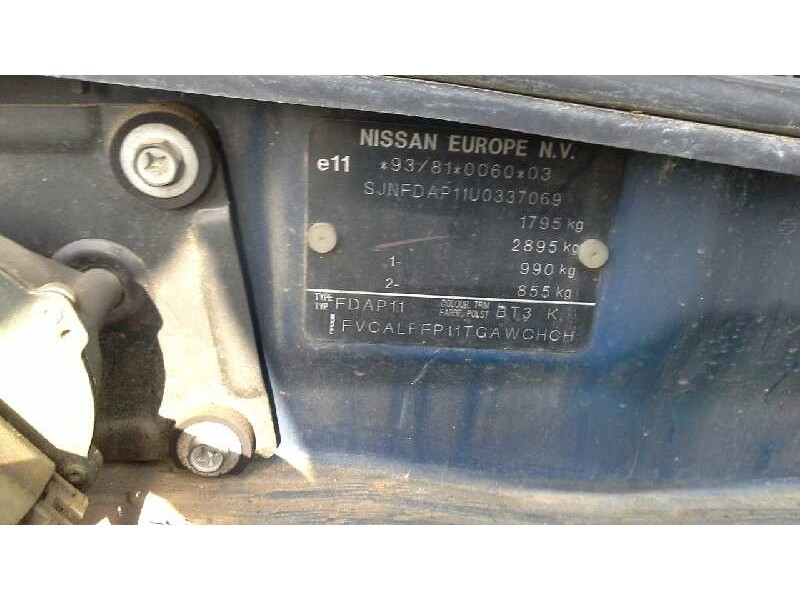 NISSAN EUROPE N.V.
e11 *93/81*0060*03
SJNFDAP11U0337069
1795 kg
2895 kg
1- 990 kg
2- 855 kg
TYPE TYP FDAP11 COLOUR, TRIM FARBE, POLST BT3 K
FVCALFFP11TGAWCHCH